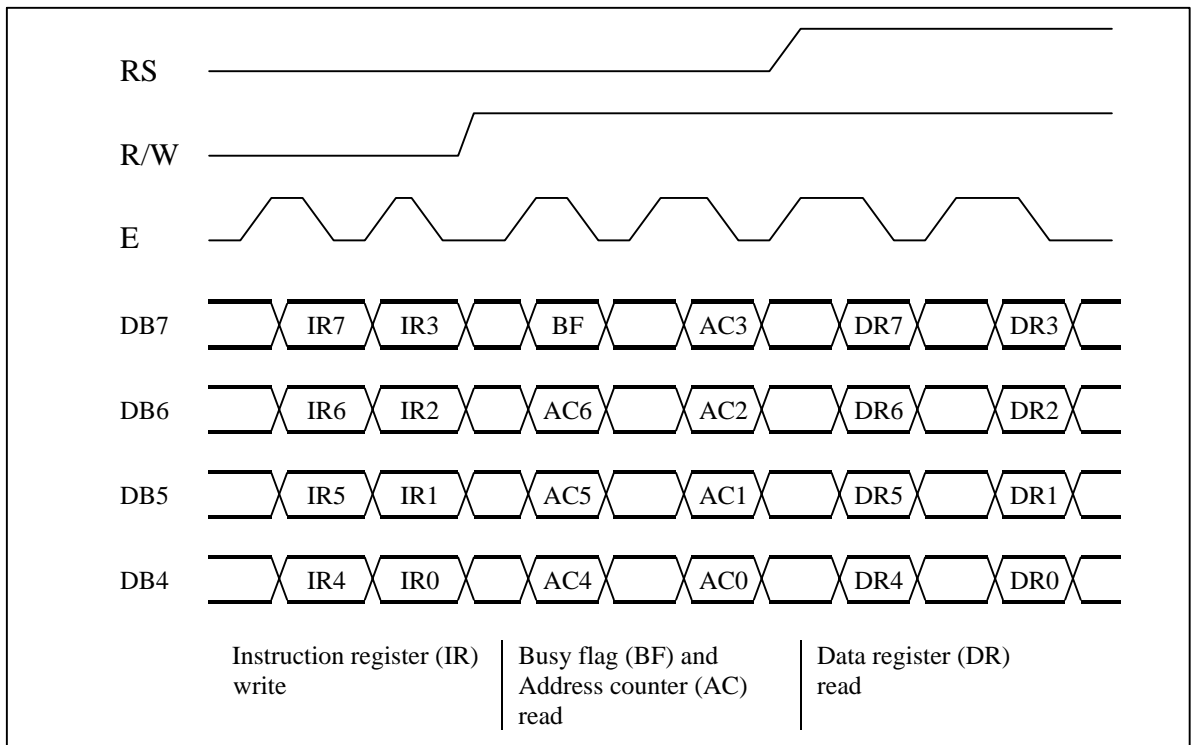 RS
R/W
E
DB7 IR7 IR3 BF AC3 DR7 DR3
DB6 IR6 IR2 AC6 AC2 DR6 DR2
DB5 IR5 IR1 AC5 AC1 DR5 DR1
DB4 IR4 IR0 AC4 AC0 DR4 DR0
Instruction register (IR)
write
Busy flag (BF) and
Address counter (AC)
read
Data register (DR)
read